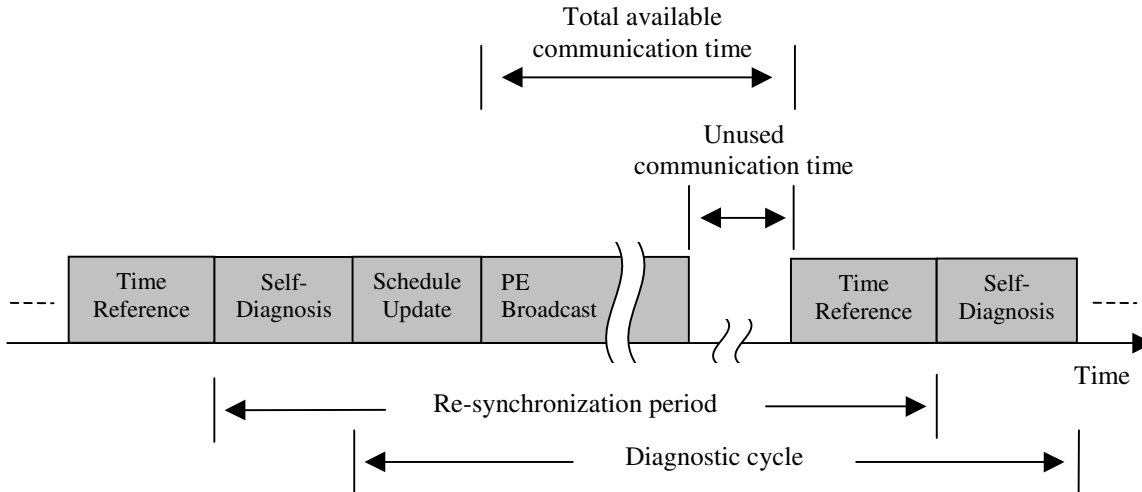 Total available
communication time
Unused
communication time
Time
Reference
Self-
Diagnosis
Schedule
Update
PE
Broadcast
Time
Reference
Self-
Diagnosis
Time
Re-synchronization period
Diagnostic cycle